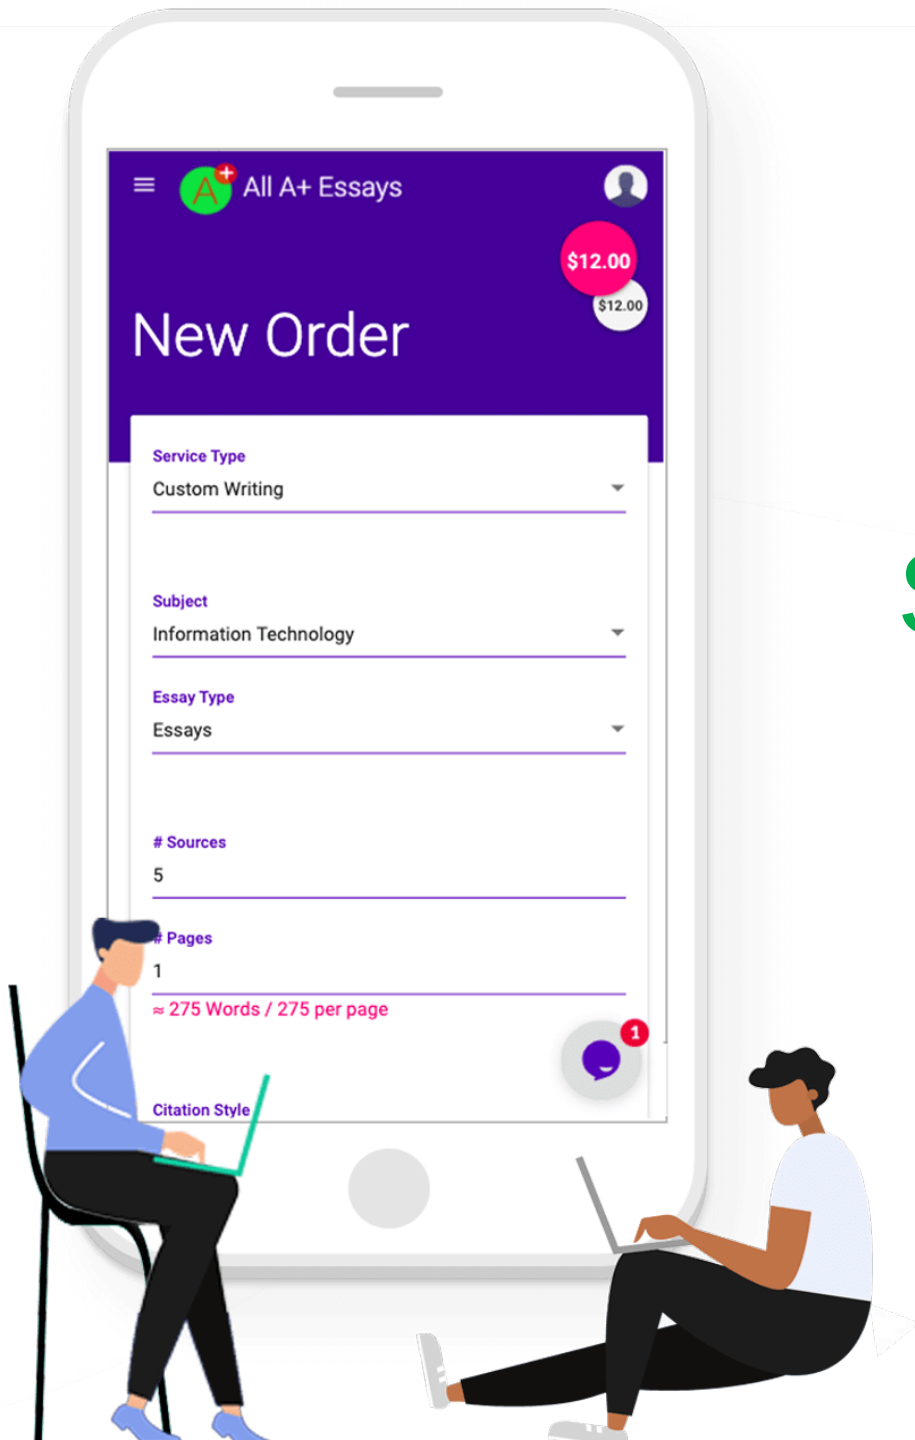 A+
All A+ Essays
$12.00
$12.00
New Order
Service Type
Custom Writing
Subject
Information Technology
Essay Type
Essays
# Sources
5
# Pages
1
≈ 275 Words / 275 per page
1
Citation Style